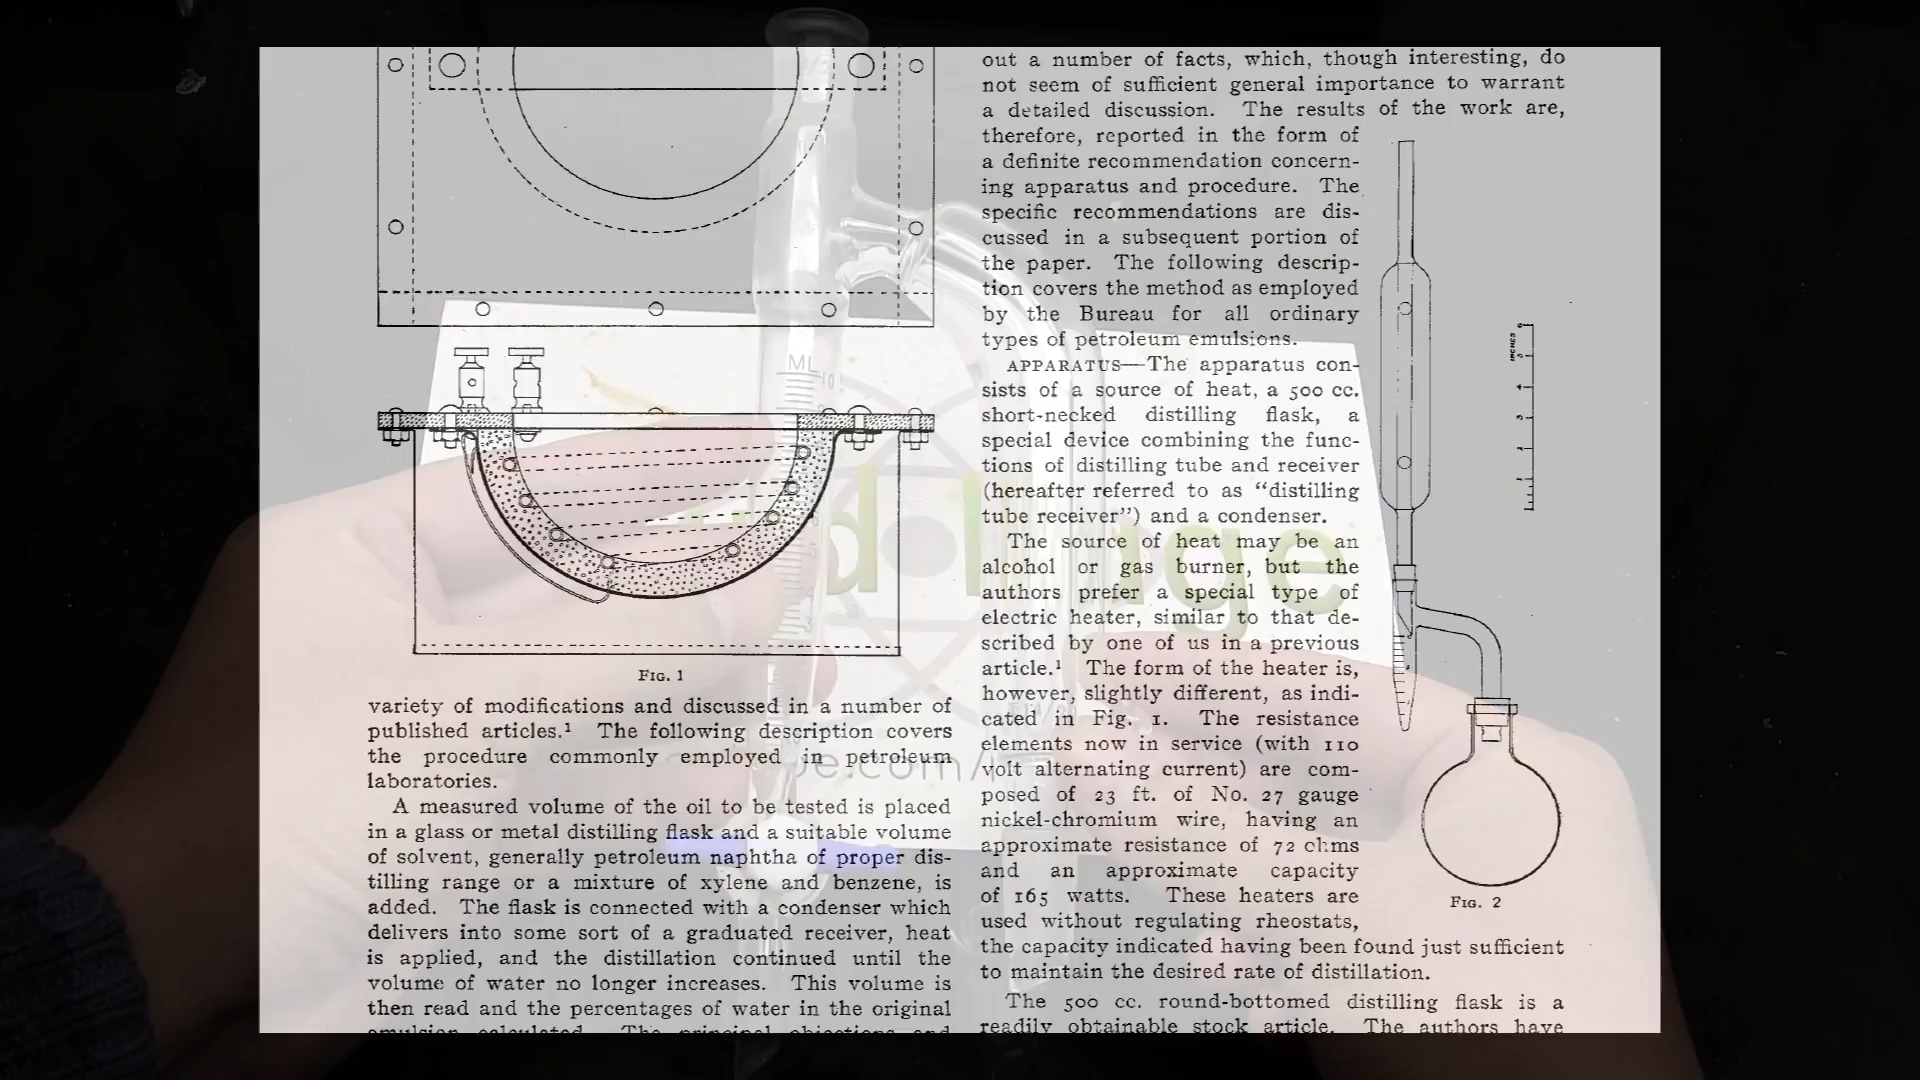 Fig. 1
variety of modifications and discussed in a number of
published articles.¹ The following description covers
the procedure commonly employed in petroleum
laboratories.
A measured volume of the oil to be tested is placed
in a glass or metal distilling flask and a suitable volume
of solvent, generally petroleum naphtha of proper dis-
tilling range or a mixture of xylene and benzene, is
added. The flask is connected with a condenser which
delivers into some sort of a graduated receiver, heat
is applied, and the distillation continued until the
volume of water no longer increases. This volume is
then read and the percentages of water in the original
emulsion calculated. The principal objections and
out a number of facts, which, though interesting, do
not seem of sufficient general importance to warrant
a detailed discussion. The results of the work are,
therefore, reported in the form of
a definite recommendation concern-
ing apparatus and procedure. The
specific recommendations are dis-
cussed in a subsequent portion of
the paper. The following descrip-
tion covers the method as employed
by the Bureau for all ordinary
types of petroleum emulsions.
APPARATUS—The apparatus con-
sists of a source of heat, a 500 cc.
short-necked distilling flask, a
special device combining the func-
tions of distilling tube and receiver
(hereafter referred to as “distilling
tube receiver”) and a condenser.
The source of heat may be an
alcohol or gas burner, but the
authors prefer a special type of
electric heater, similar to that de-
scribed by one of us in a previous
article.¹ The form of the heater is,
however, slightly different, as indi-
cated in Fig. 1. The resistance
elements now in service (with 110
volt alternating current) are com-
posed of 23 ft. of No. 27 gauge
nickel-chromium wire, having an
approximate resistance of 72 ohms
and an approximate capacity
of 165 watts. These heaters are
used without regulating rheostats,
the capacity indicated having been found just sufficient
to maintain the desired rate of distillation.
The 500 cc. round-bottomed distilling flask is a
readily obtainable stock article. The authors have
INCHES
Fig. 2
ML
10